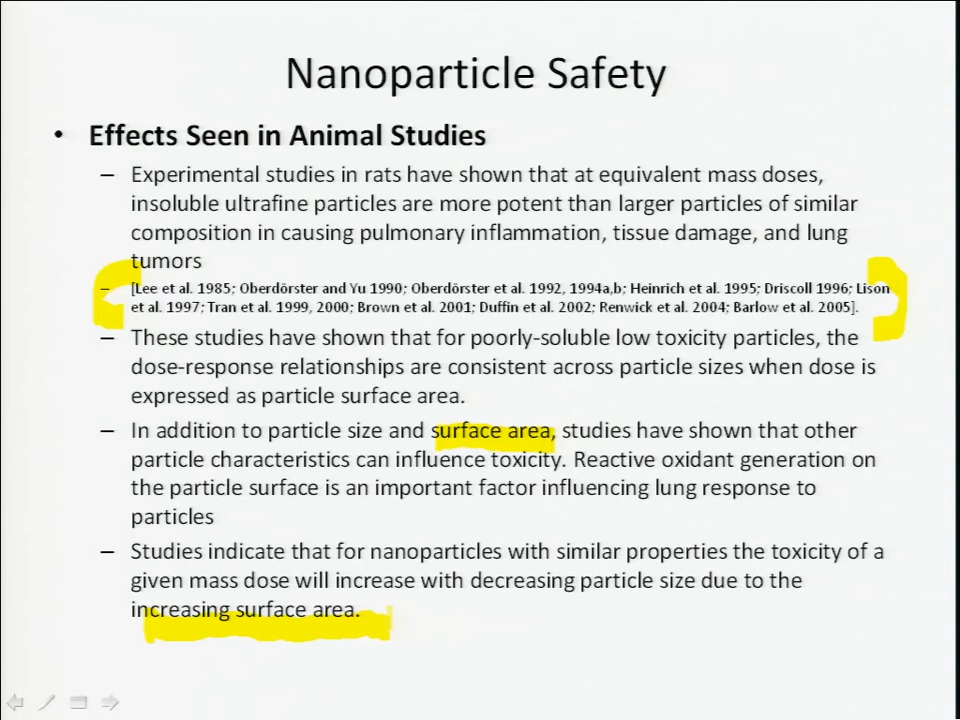 Nanoparticle Safety
• Effects Seen in Animal Studies
– Experimental studies in rats have shown that at equivalent mass doses,
insoluble ultrafine particles are more potent than larger particles of similar
composition in causing pulmonary inflammation, tissue damage, and lung
tumors
– [Lee et al. 1985; Oberdörster and Yu 1990; Oberdörster et al. 1992, 1994a,b; Heinrich et al. 1995; Driscoll 1996; Lison
et al. 1997; Tran et al. 1999, 2000; Brown et al. 2001; Duffin et al. 2002; Renwick et al. 2004; Barlow et al. 2005].
– These studies have shown that for poorly-soluble low toxicity particles, the
dose-response relationships are consistent across particle sizes when dose is
expressed as particle surface area.
– In addition to particle size and surface area, studies have shown that other
particle characteristics can influence toxicity. Reactive oxidant generation on
the particle surface is an important factor influencing lung response to
particles
– Studies indicate that for nanoparticles with similar properties the toxicity of a
given mass dose will increase with decreasing particle size due to the
increasing surface area.